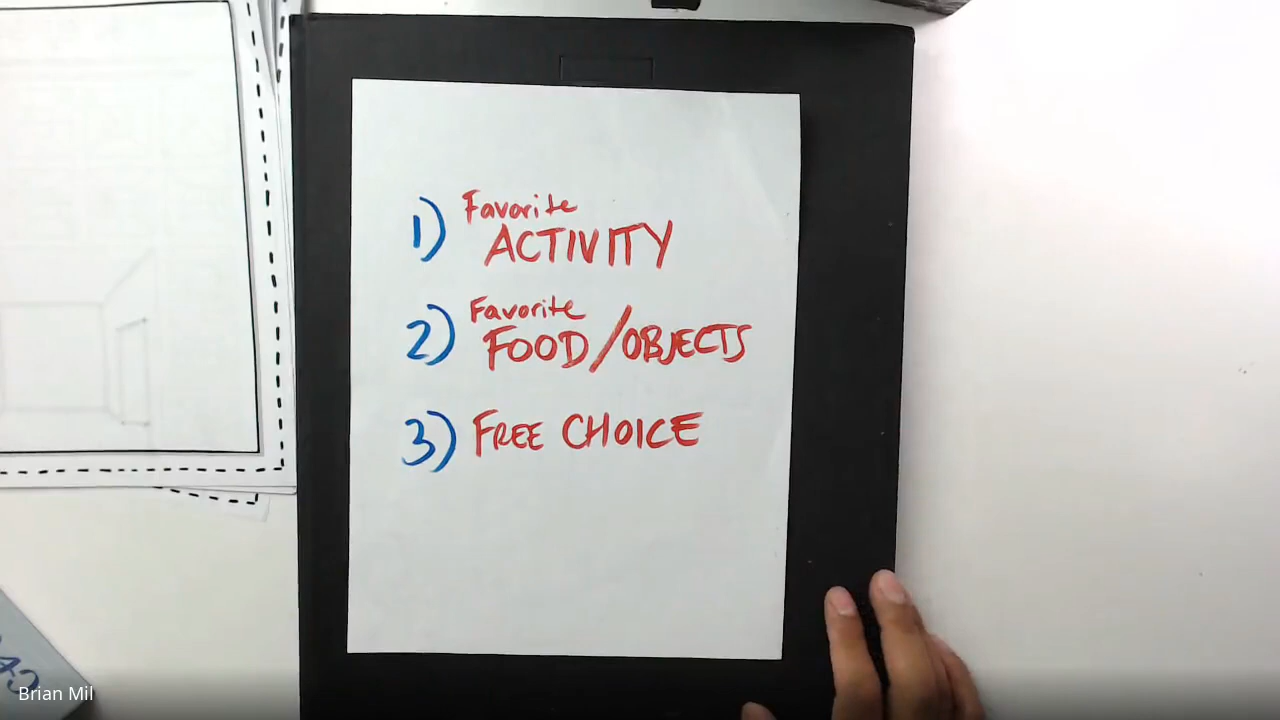 1) Favorite
ACTIVITY
2) Favorite
FOOD/OBJECTS
3) FREE CHOICE
Brian Mil